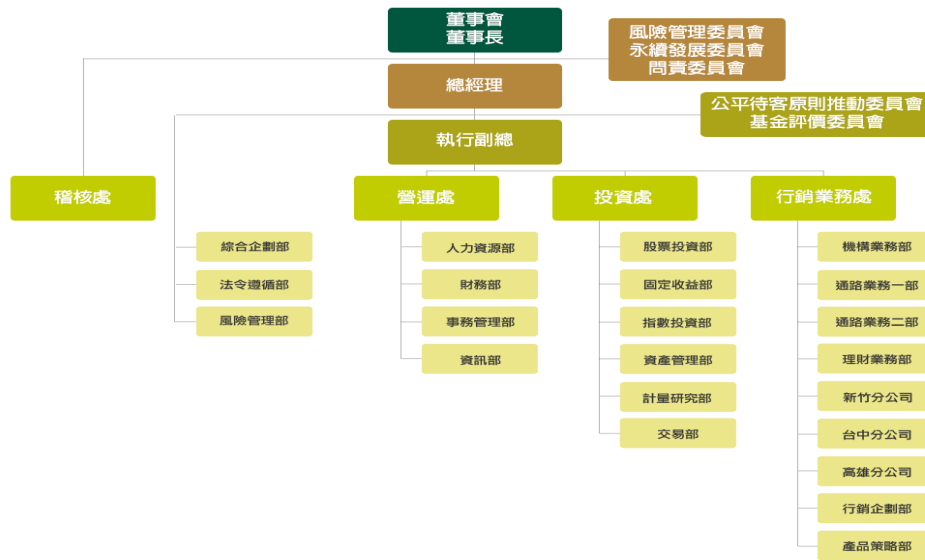 董事會
董事長
風險管理委員會
永續發展委員會
問責委員會
總經理
公平待客原則推動委員會
基金評價委員會
執行副總
稽核處
營運處
投資處
行銷業務處
綜合企劃部
法令遵循部
風險管理部
人力資源部
財務部
事務管理部
資訊部
股票投資部
固定收益部
指數投資部
資產管理部
計量研究部
交易部
機構業務部
通路業務一部
通路業務二部
理財業務部
新竹分公司
台中分公司
高雄分公司
行銷企劃部
產品策略部